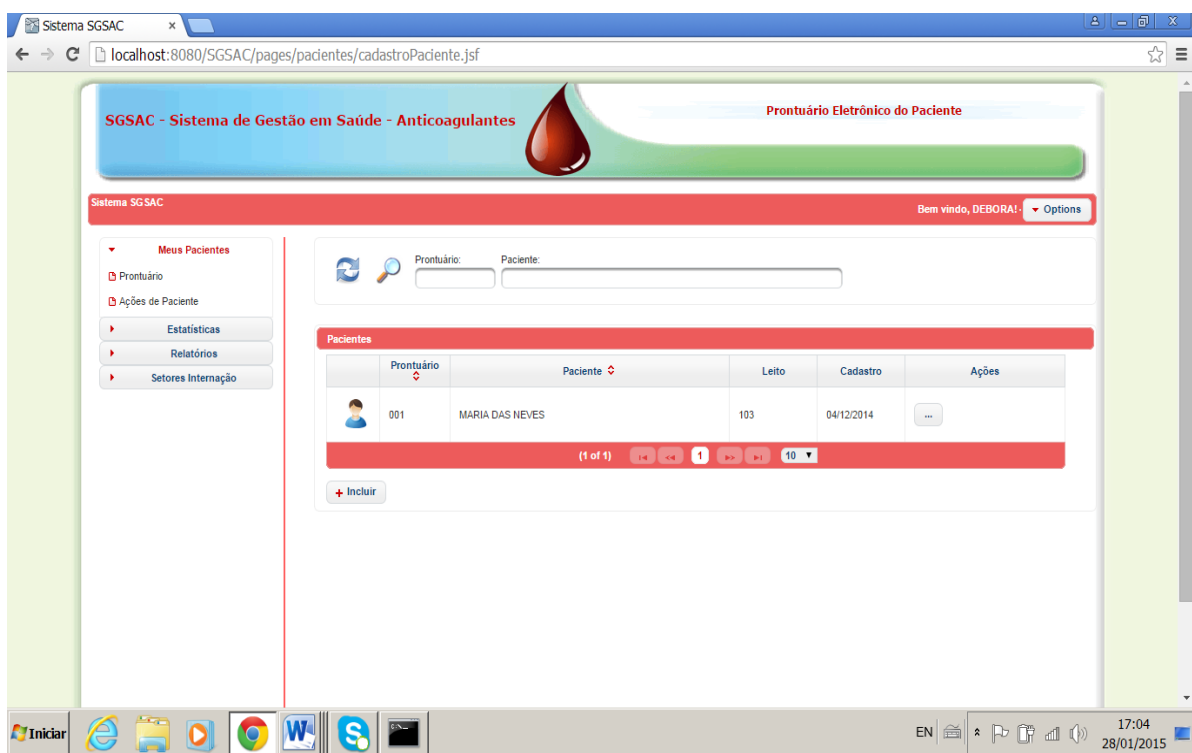 Sistema SGSAC
localhost:8080/SGSAC/pages/pacientes/cadastroPaciente.jsf
SGSAC - Sistema de Gestão em Saúde - Anticoagulantes
Prontuário Eletrônico do Paciente
Sistema SGSAC
Bem vindo, DEBORA!- Options
Meus Pacientes
Prontuário
Ações de Paciente
Estatísticas
Relatórios
Setores Internação
Prontuário: Paciente:
Pacientes
Prontuário Paciente Leito Cadastro Ações
001 MARIA DAS NEVES 103 04/12/2014 ...
(1 of 1) 1 10
+ Incluir
Iniciar
EN
17:04
28/01/2015